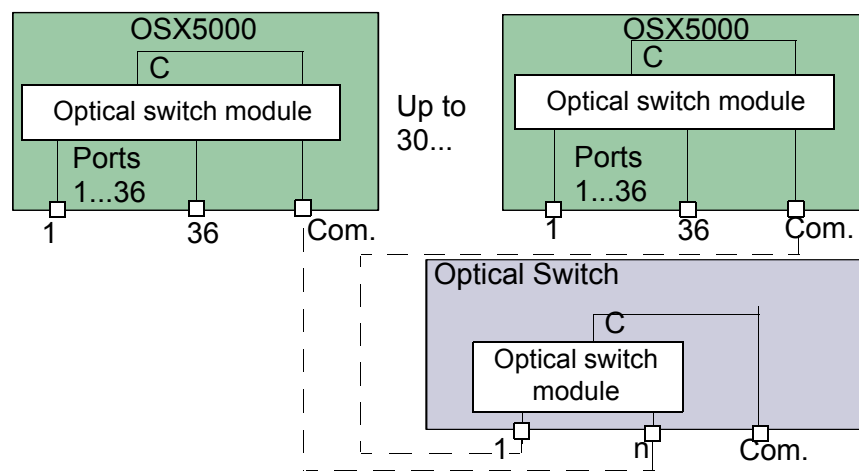 OSX5000
C
Optical switch module
Ports
1...36
1
36
Com.
Up to
30...
OSX5000
C
Optical switch module
Ports
1...36
1
36
Com.
Optical Switch
C
Optical switch
module
1
n
Com.